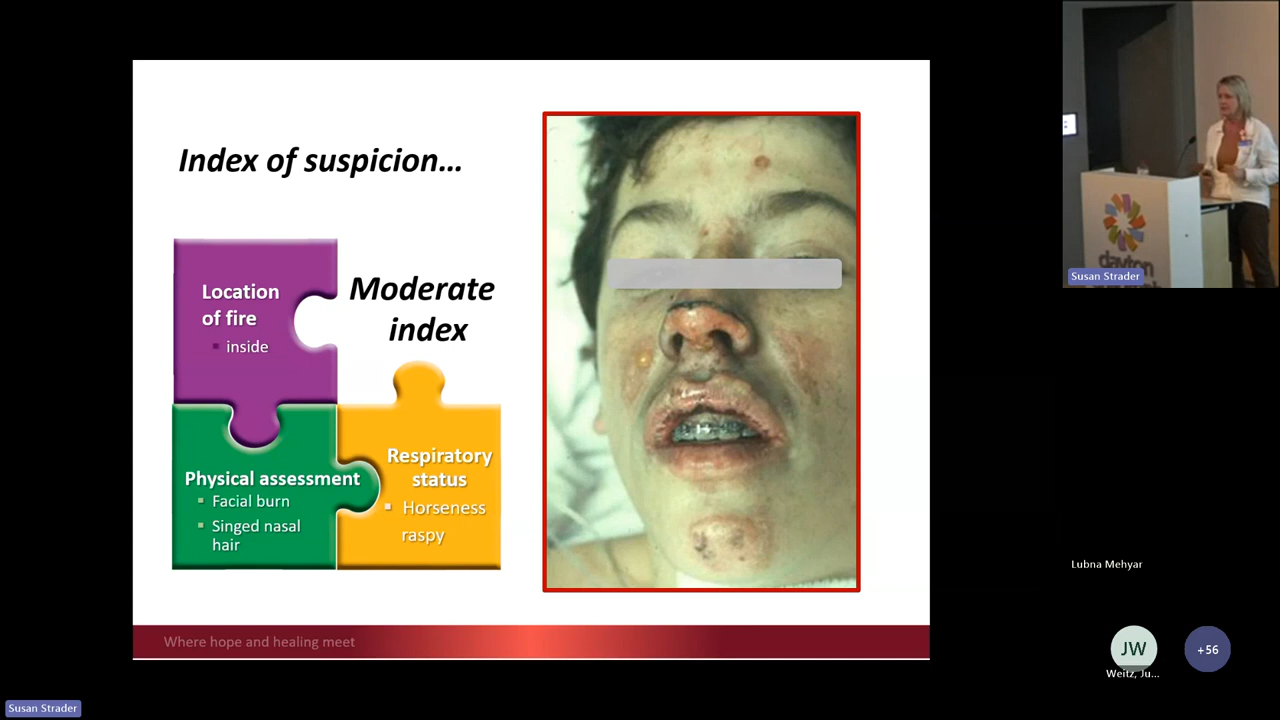 Index of suspicion…
Location
of fire
▪ inside
Moderate
index
Physical assessment
▪ Facial burn
▪ Singed nasal
hair
Respiratory
status
▪ Horseness
raspy
Where hope and healing meet
dayton
Susan Strader
Lubna Mehyar
JW
+56
Weitz, Ju...
Susan Strader